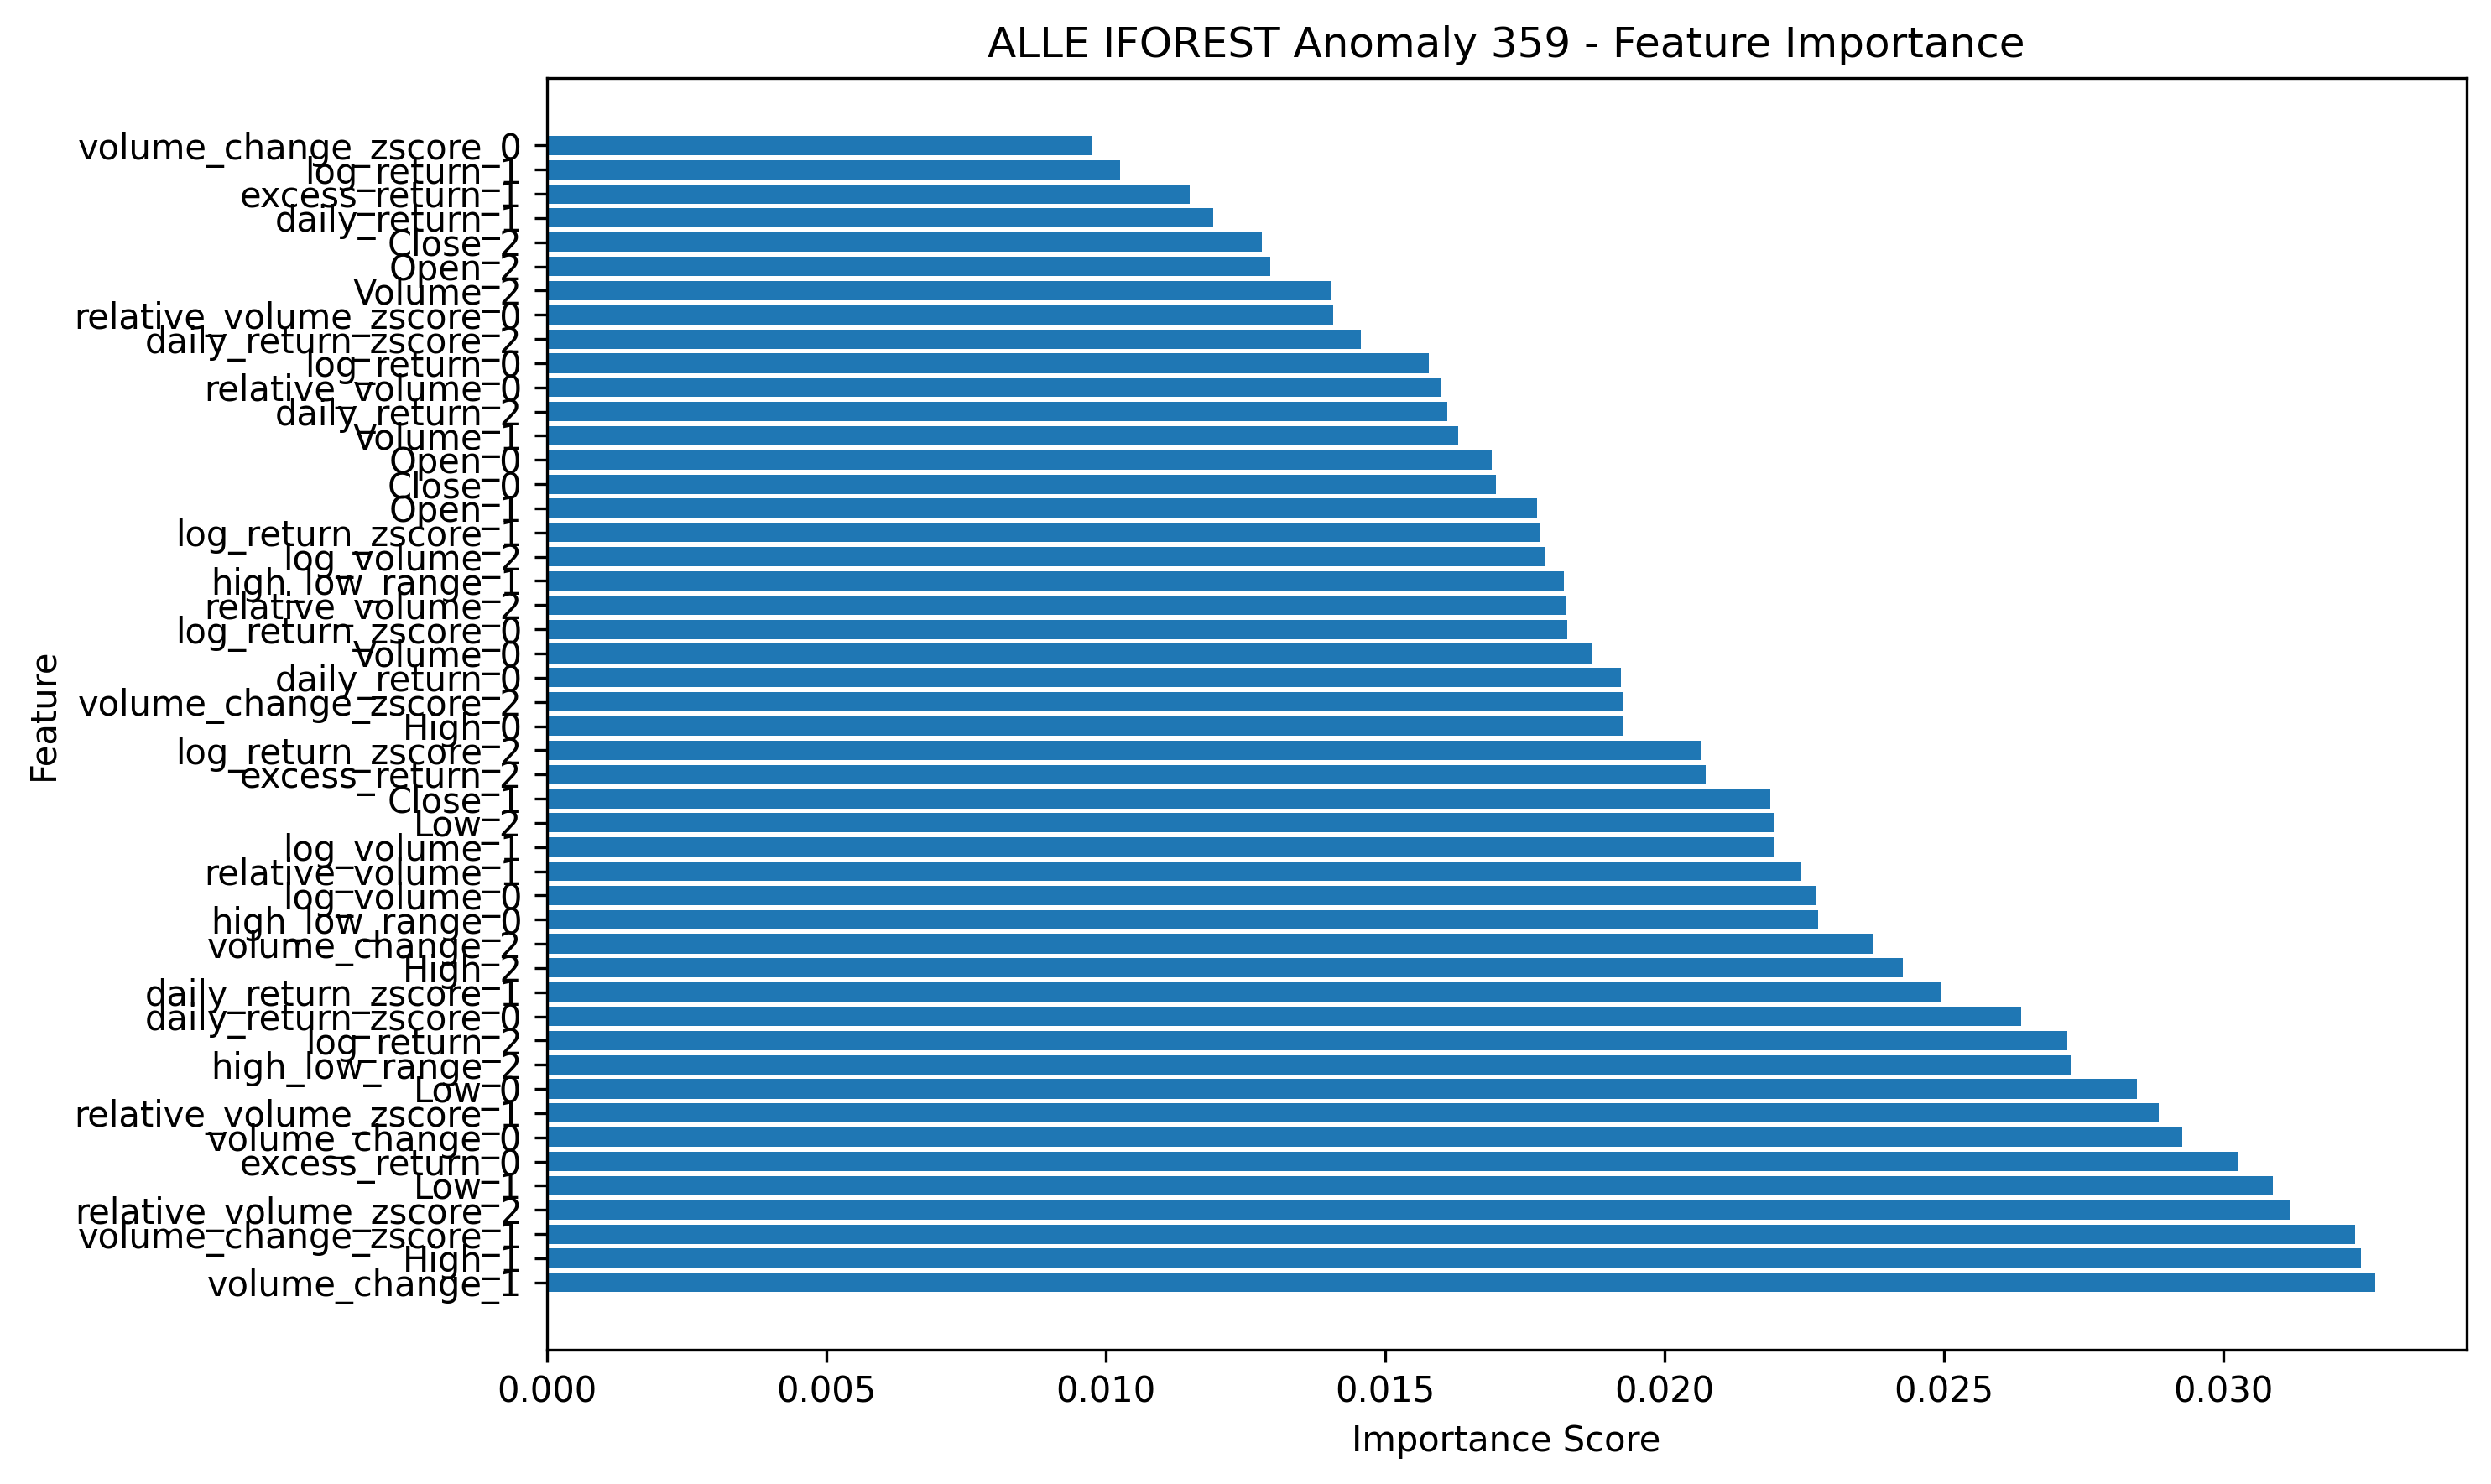 ALLE IFOREST Anomaly 359 - Feature Importance
volume_change_zscore_0
log_return_1
excess_return_1
daily_return_1
Close_2
Open_2
Volume_2
relative_volume_zscore_0
daily_return_zscore_2
log_return_0
relative_volume_0
daily_return_2
Volume_1
Open_0
Close_0
Open_1
log_return_zscore_1
log_volume_2
high_low_range_1
relative_volume_2
log_return_zscore_0
Volume_0
daily_return_0
volume_change_zscore_2
High_0
log_return_zscore_2
excess_return_2
Close_1
Low_2
log_volume_1
relative_volume_1
log_volume_0
high_low_range_0
volume_change_2
High_2
daily_return_zscore_1
daily_return_zscore_0
log_return_2
high_low_range_2
Low_0
relative_volume_zscore_1
volume_change_0
excess_return_0
Low_1
relative_volume_zscore_2
volume_change_zscore_1
High_1
volume_change_1
Feature
0.000 0.005 0.010 0.015 0.020 0.025 0.030
Importance Score